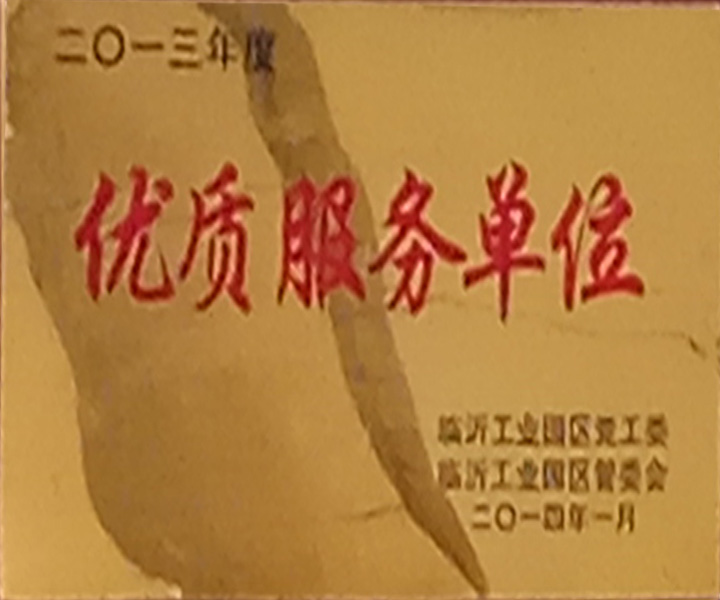 二〇一三年度
优质服务单位
临沂工业园区党工委
临沂工业园区管委会
二〇一四年一月